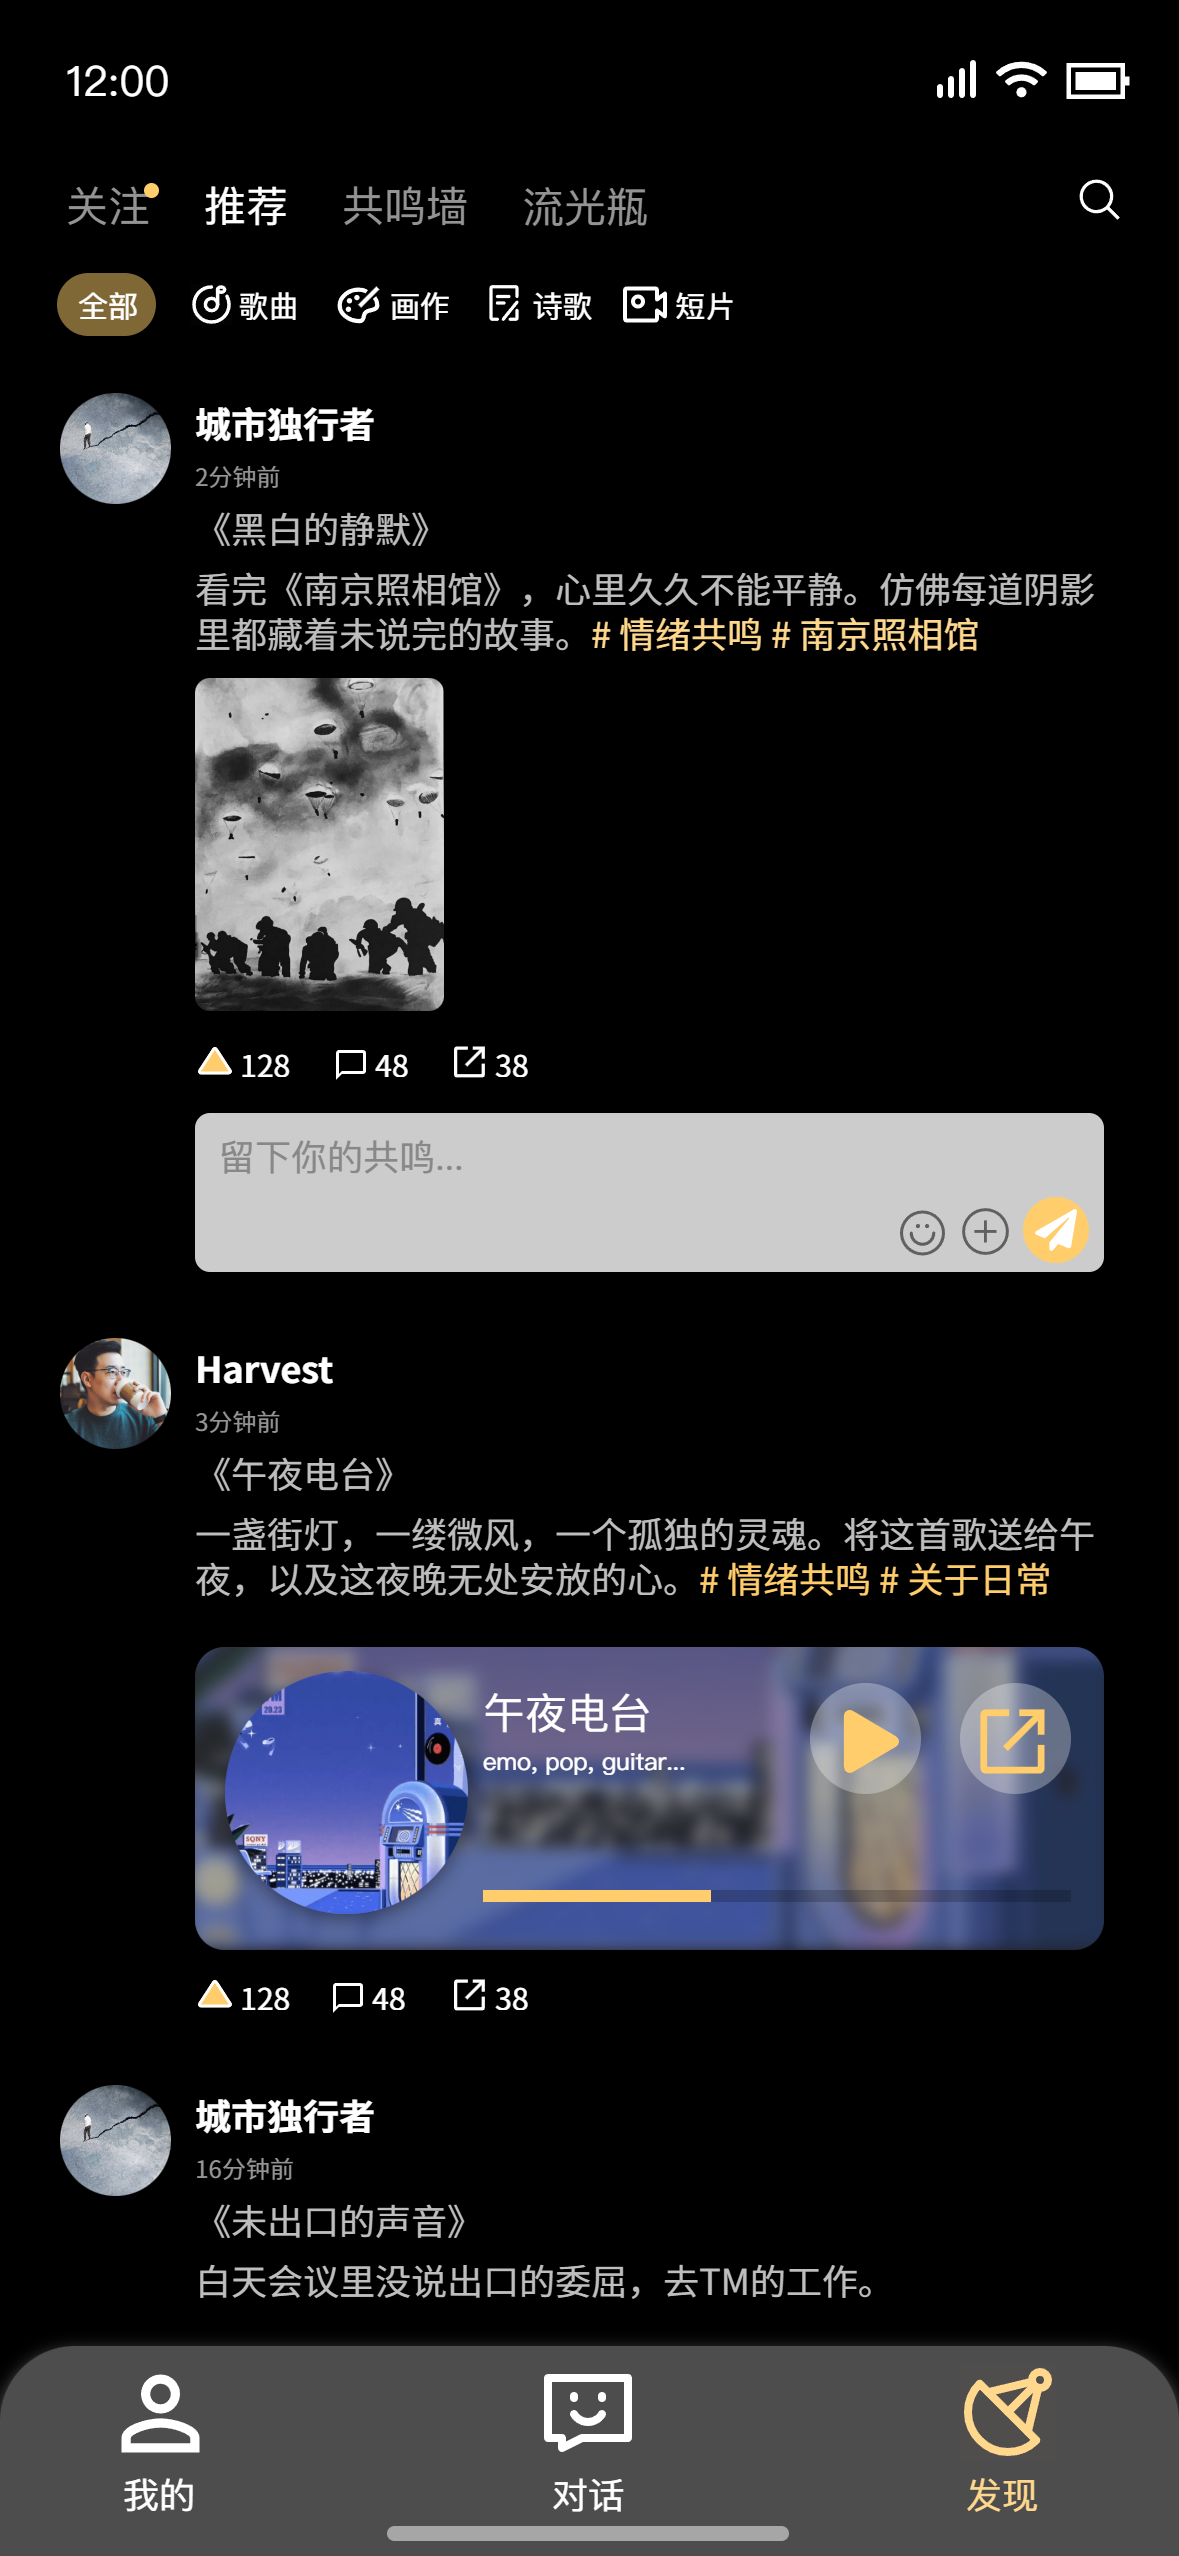 12:00
关注 推荐 共鸣墙 流光瓶
全部 歌曲 画作 诗歌 短片
城市独行者
2分钟前
《黑白的静默》
看完《南京照相馆》，心里久久不能平静。仿佛每道阴影
里都藏着未说完的故事。# 情绪共鸣 # 南京照相馆
128 48 38
留下你的共鸣...
Harvest
3分钟前
《午夜电台》
一盏街灯，一缕微风，一个孤独的灵魂。将这首歌送给午
夜，以及这夜晚无处安放的心。# 情绪共鸣 # 关于日常
午夜电台
emo, pop, guitar...
20.23
真
SQNY
128 48 38
城市独行者
16分钟前
《未出口的声音》
白天会议里没说出口的委屈，去TM的工作。
我的 对话 发现